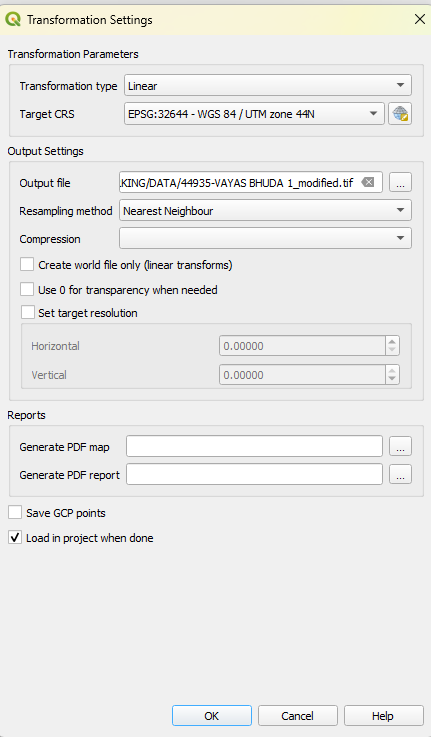 Transformation Settings
Transformation Parameters
Transformation type Linear
Target CRS EPSG:32644 - WGS 84 / UTM zone 44N
Output Settings
Output file .KING/DATA/44935-VAYAS BHUDA 1_modified.tif ...
Resampling method Nearest Neighbour
Compression
Create world file only (linear transforms)
Use 0 for transparency when needed
Set target resolution
Horizontal 0.00000
Vertical 0.00000
Reports
Generate PDF map ...
Generate PDF report ...
Save GCP points
Load in project when done
OK Cancel Help